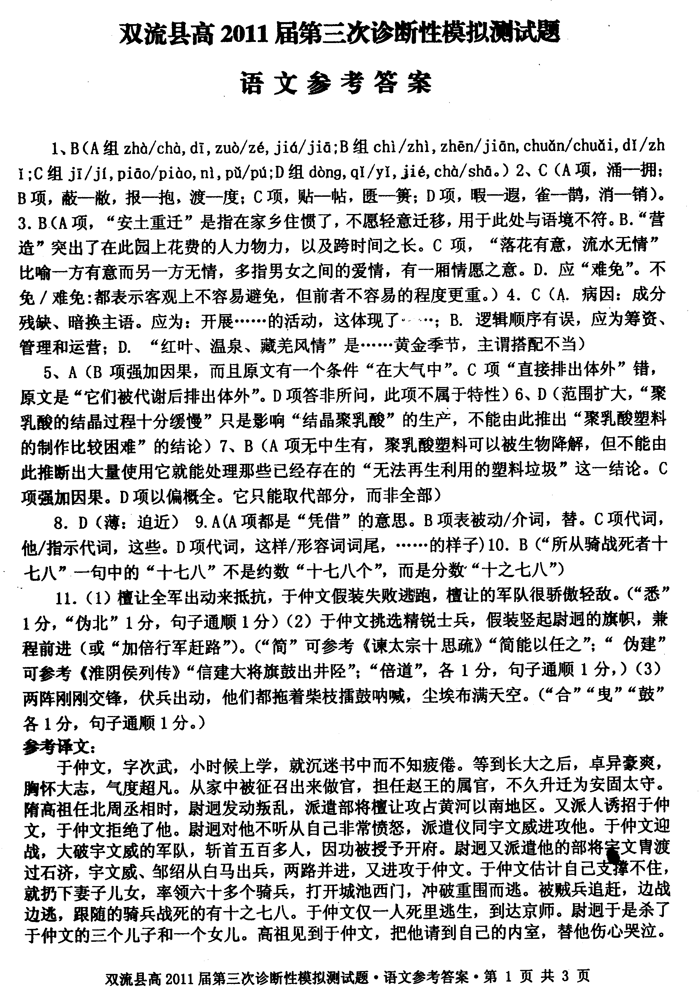 双流县高 2011 届第三次诊断性模拟测试题
语文参考答案
1、B(A 组 zhà/chà, dī, zuò/zé, jiá/jiā;B 组 chì/zhì, zhēn/jiān, chuǎn/chuǎi, dǐ/zh
ǐ;C 组 jī/jí, piāo/piào, nì, pǔ/pú;D 组 dòng, qǐ/yǐ, jié, chà/shā。) 2、C (A 项，涌—拥；
B 项，蔽—敝，报—抱，渡—度；C 项，贴—帖，匮—篑；D 项，暇—遐，雀—鹊，消—销)。
3. B(A 项，“安土重迁”是指在家乡住惯了，不愿轻意迁移，用于此处与语境不符。B.“营
造”突出了在此园上花费的人力物力，以及跨时间之长。C 项，“落花有意，流水无情”
比喻一方有意而另一方无情，多指男女之间的爱情，有一厢情愿之意。D. 应“难免”。不
免 / 难免:都表示客观上不容易避免，但前者不容易的程度更重。) 4. C (A. 病因：成分
残缺、暗换主语。应为：开展……的活动，这体现了……；B. 逻辑顺序有误，应为筹资、
管理和运营；D. “红叶、温泉、藏羌风情”是……黄金季节，主谓搭配不当)
5、A (B 项强加因果，而且原文有一个条件“在大气中”。C 项“直接排出体外”错，
原文是“它们被代谢后排出体外”。D 项答非所问，此项不属于特性) 6、D (范围扩大，“聚
乳酸的结晶过程十分缓慢”只是影响“结晶聚乳酸”的生产，不能由此推出“聚乳酸塑料
的制作比较困难”的结论) 7、B (A 项无中生有，聚乳酸塑料可以被生物降解，但不能由
此推断出大量使用它就能处理那些已经存在的“无法再生利用的塑料垃圾”这一结论。C
项强加因果。D 项以偏概全。它只能取代部分，而非全部)
8. D (薄：迫近) 9.A(A 项都是“凭借”的意思。B 项表被动/介词，替。C 项代词，
他/指示代词，这些。D 项代词，这样/形容词词尾，……的样子)10. B (“所从骑战死者十
七八”一句中的“十七八”不是约数“十七八个”，而是分数“十之七八”)
11. (1) 檀让全军出动来抵抗，于仲文假装失败逃跑，檀让的军队很骄傲轻敌。(“悉”
1 分，“伪北”1 分，句子通顺 1 分) (2) 于仲文挑选精锐士兵，假装竖起尉迥的旗帜，兼
程前进（或“加倍行军赶路”）。(“简”可参考《谏太宗十思疏》“简能以任之”；“伪建”
可参考《淮阴侯列传》“信建大将旗鼓出井陉”；“倍道”，各 1 分，句子通顺 1 分，) (3)
两阵刚刚交锋，伏兵出动，他们都拖着柴枝擂鼓呐喊，尘埃布满天空。(“合”“曳”“鼓”
各 1 分，句子通顺 1 分。)
参考译文：
于仲文，字次武，小时候上学，就沉迷书中而不知疲倦。等到长大之后，卓异豪爽，
胸怀大志，气度超凡。从家中被征召出来做官，担任赵王的属官，不久升迁为安固太守。
隋高祖任北周丞相时，尉迥发动叛乱，派遣部将檀让攻占黄河以南地区。又派人诱招于仲
文，于仲文拒绝了他。尉迥对他不听从自己非常愤怒，派遣仪同宇文威进攻他。于仲文迎
战，大破宇文威的军队，斩首五百多人，因功被授予开府。尉迥又派遣他的部将宇文胄渡
过石济，宇文威、邹绍从白马出兵，两路并进，又进攻于仲文。于仲文估计自己支撑不住，
就扔下妻子儿女，率领六十多个骑兵，打开城池西门，冲破重围而逃。被贼兵追赶，边战
边逃，跟随的骑兵战死的有十之七八。于仲文仅一人死里逃生，到达京师。尉迥于是杀了
于仲文的三个儿子和一个女儿。高祖见到于仲文，把他请到自己的内室，替他伤心哭泣。
双流县高 2011 届第三次诊断性模拟测试题·语文参考答案·第 1 页 共 3 页